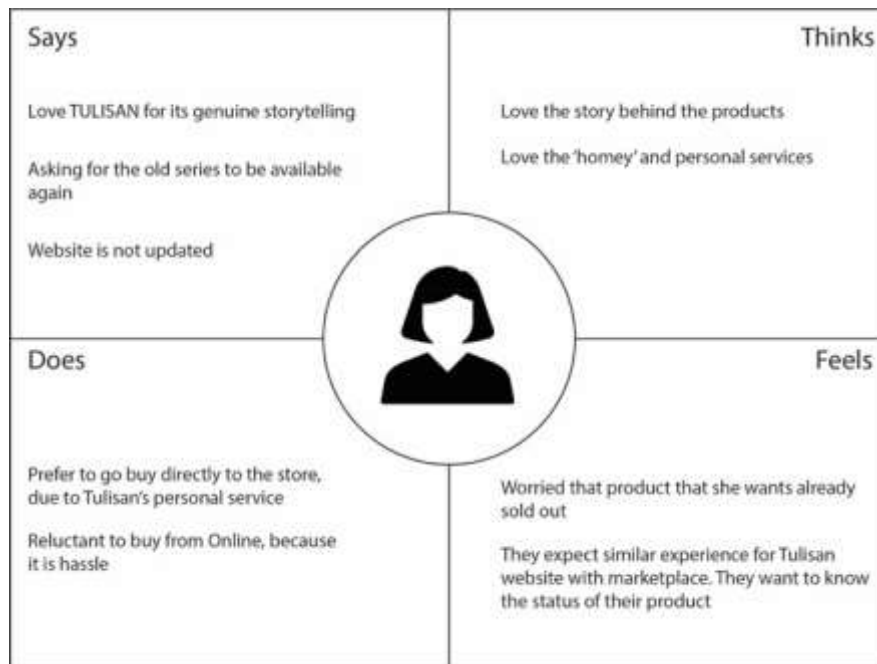 Says
Love TULISAN for its genuine storytelling
Asking for the old series to be available
again
Website is not updated
Thinks
Love the story behind the products
Love the 'homey' and personal services
Does
Prefer to go buy directly to the store,
due to Tulisan's personal service
Reluctant to buy from Online, because
it is hassle
Feels
Worried that product that she wants already
sold out
They expect similar experience for Tulisan
website with marketplace. They want to know
the status of their product